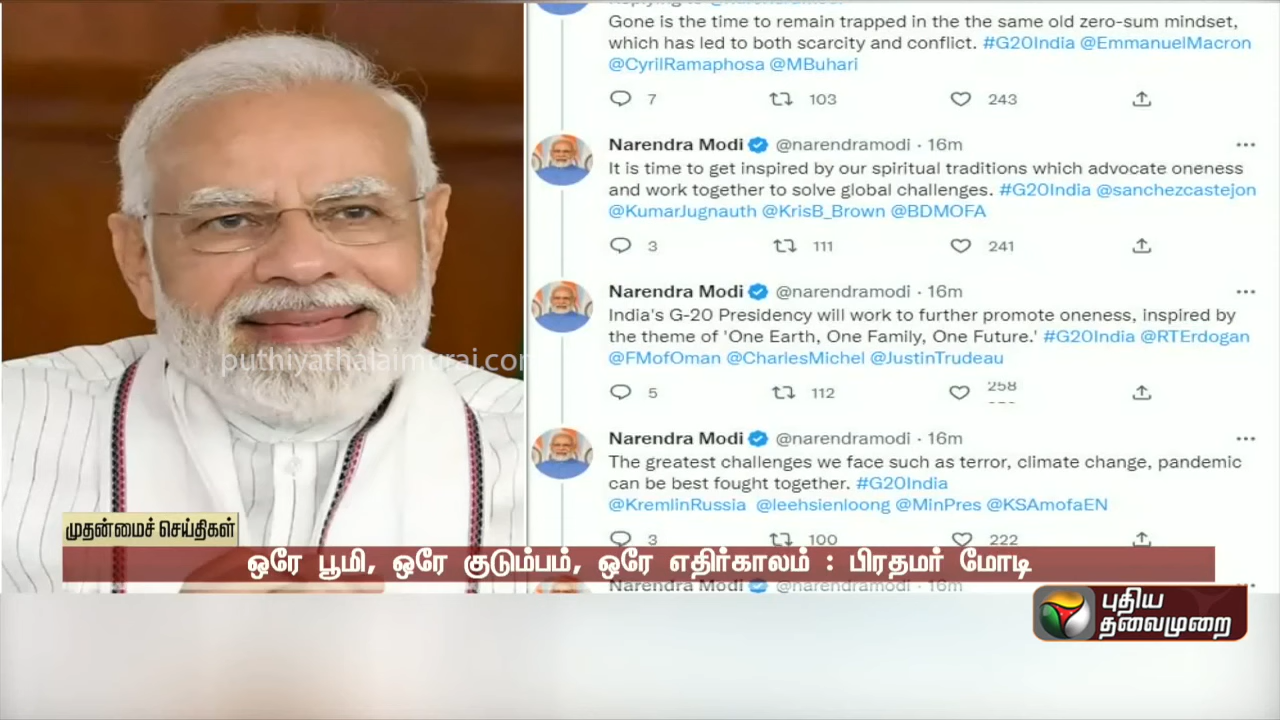 Replying to @narendramodi
Gone is the time to remain trapped in the the same old zero-sum mindset,
which has led to both scarcity and conflict. #G20India @EmmanuelMacron
@CyrilRamaphosa @MBuhari
7 103 243
Narendra Modi @narendramodi · 16m
It is time to get inspired by our spiritual traditions which advocate oneness
and work together to solve global challenges. #G20India @sanchezcastejon
@KumarJugnauth @KrisB_Brown @BDMOFA
3 111 241
Narendra Modi @narendramodi · 16m
India's G-20 Presidency will work to further promote oneness, inspired by
the theme of 'One Earth, One Family, One Future.' #G20India @RTErdogan
@FMofOman @CharlesMichel @JustinTrudeau
5 112 258
Narendra Modi @narendramodi · 16m
The greatest challenges we face such as terror, climate change, pandemic
can be best fought together. #G20India
@KremlinRussia @leehsienloong @MinPres @KSAmofaEN
3 100 222
Narendra Modi @narendramodi · 16m
puthiyathalaimurai.com
முதன்மைச் செய்திகள்
ஒரே பூமி, ஒரே குடும்பம், ஒரே எதிர்காலம் : பிரதமர் மோடி
புதிய
தலைமுறை